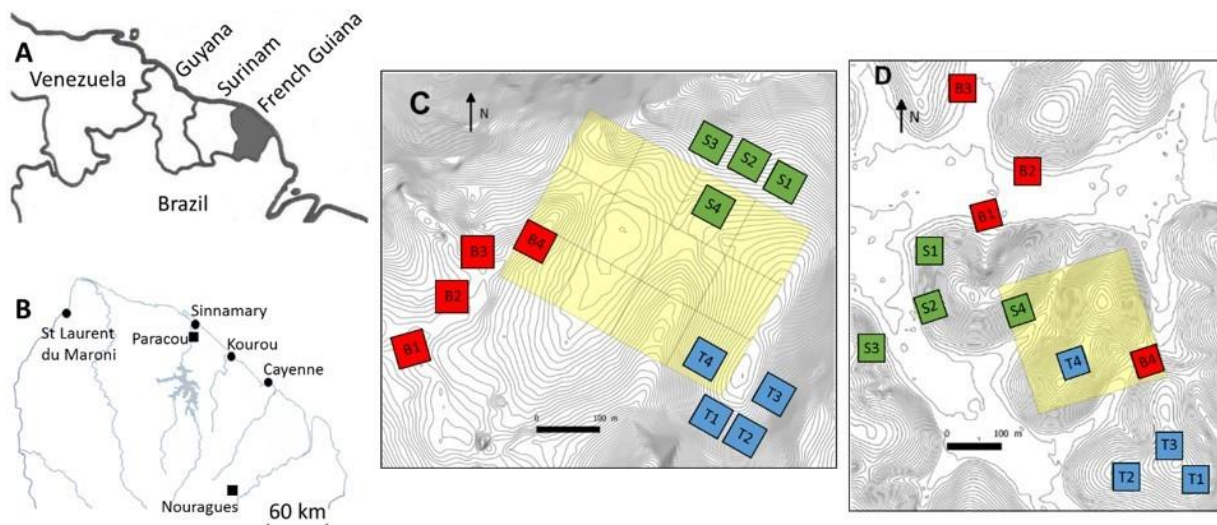 A
Venezuela
Guyana
Surinam
French Guiana
Brazil
B
St Laurent
du Maroni
Sinnamary
Paracou
Kourou
Cayenne
Nouragues
60 km
C
N
S3
S2
S1
S4
B3
B4
B2
B1
T4
T3
T1
T2
0
100 m
D
B3
N
B2
B1
S1
S2
S4
S3
T4
B4
0
100 m
T3
T2
T1